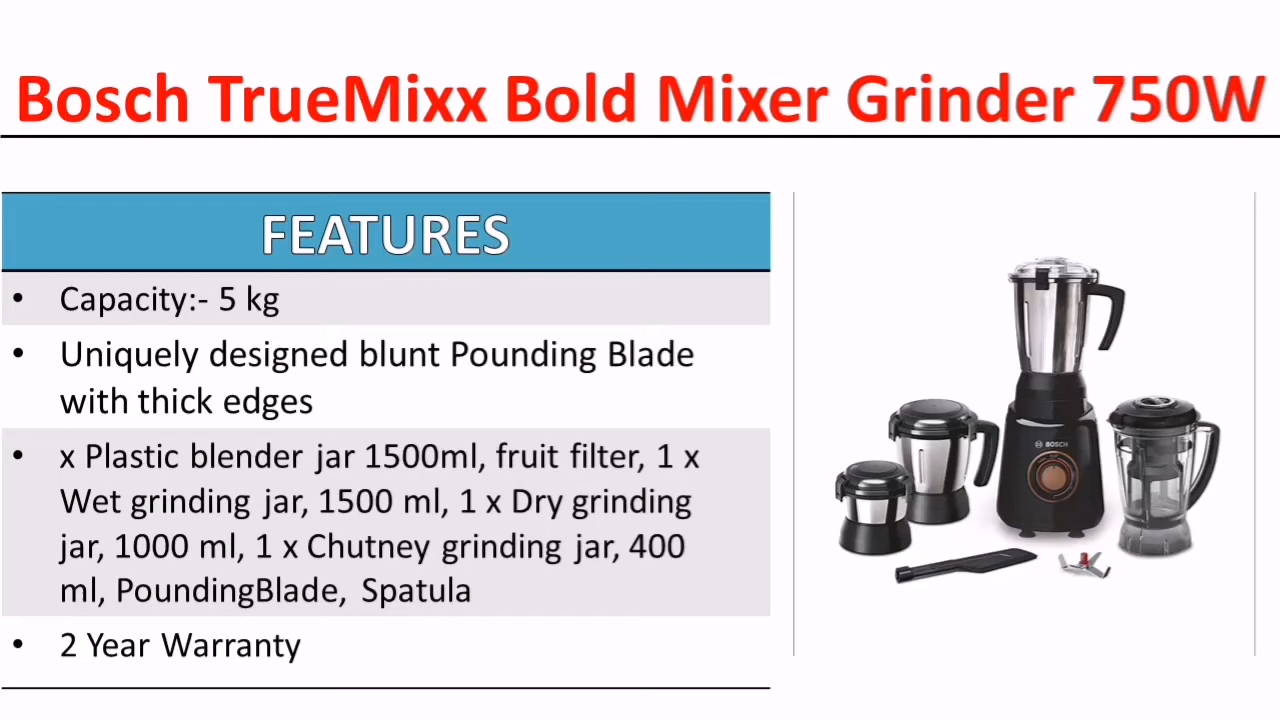 Bosch TrueMixx Bold Mixer Grinder 750W
FEATURES
• Capacity:- 5 kg
• Uniquely designed blunt Pounding Blade
with thick edges
• x Plastic blender jar 1500ml, fruit filter, 1 x
Wet grinding jar, 1500 ml, 1 x Dry grinding
jar, 1000 ml, 1 x Chutney grinding jar, 400
ml, PoundingBlade, Spatula
• 2 Year Warranty
BOSCH